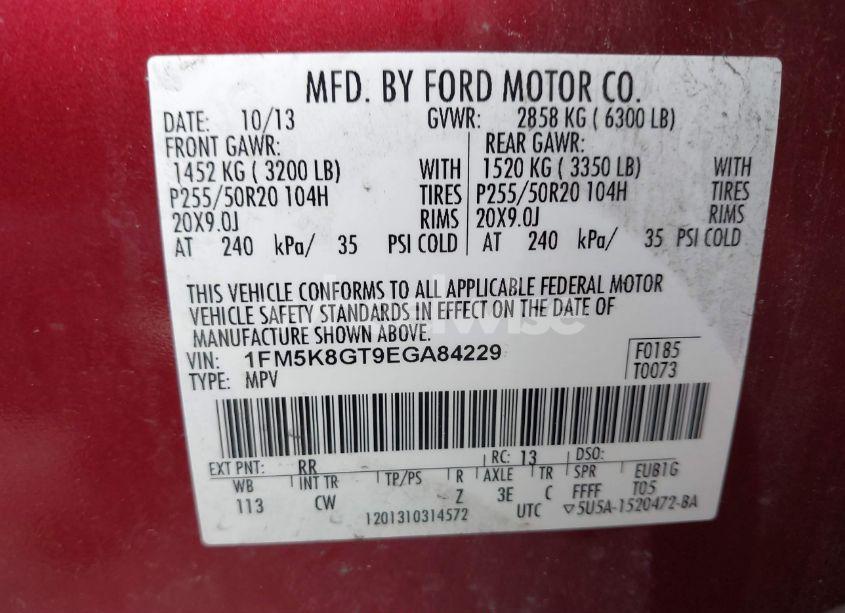 MFD. BY FORD MOTOR CO.
DATE: 10/13 GVWR: 2858 KG ( 6300 LB)
FRONT GAWR: REAR GAWR:
1452 KG ( 3200 LB) WITH 1520 KG ( 3350 LB) WITH
P255/50R20 104H TIRES P255/50R20 104H TIRES
20X9.0J RIMS 20X9.0J RIMS
AT 240 kPa/ 35 PSI COLD AT 240 kPa/ 35 PSI COLD
THIS VEHICLE CONFORMS TO ALL APPLICABLE FEDERAL MOTOR
VEHICLE SAFETY STANDARDS IN EFFECT ON THE DATE OF
MANUFACTURE SHOWN ABOVE.
VIN: 1FM5K8GT9EGA84229 F0185
TYPE: MPV T0073
EXT PNT: RR RC: 13 DSO:
WB INT TR TP/PS R AXLE TR SPR EUB1G
113 CW Z 3E C FFFF T05
1201310314572 UTC ▽5U5A-1520472-BA